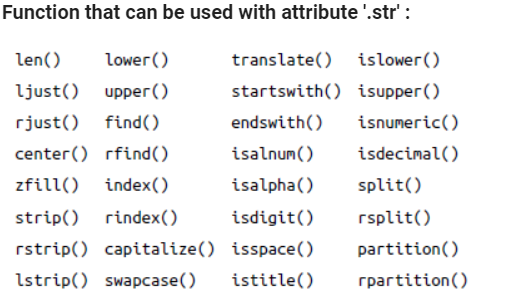 Function that can be used with attribute '.str' :
len() lower() translate() islower()
ljust() upper() startswith() isupper()
rjust() find() endswith() isnumeric()
center() rfind() isalnum() isdecimal()
zfill() index() isalpha() split()
strip() rindex() isdigit() rsplit()
rstrip() capitalize() isspace() partition()
lstrip() swapcase() istitle() rpartition()